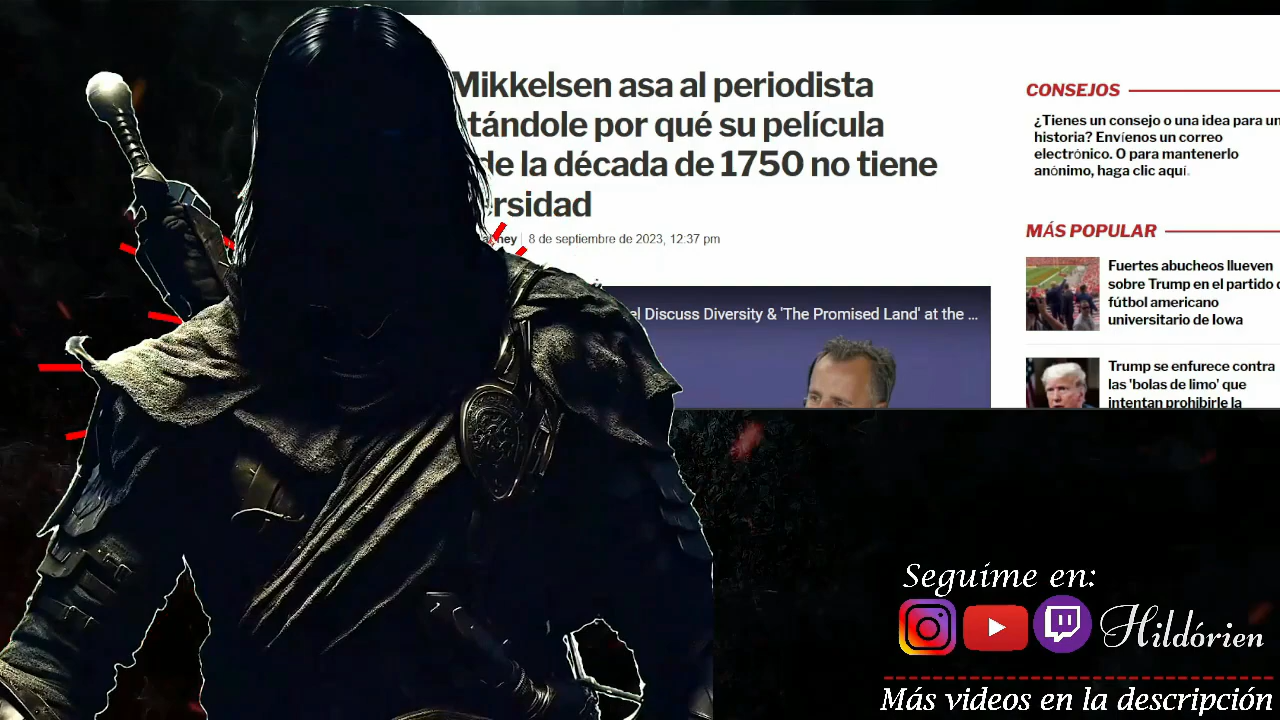 Mikkelsen asa al periodista
tándole por qué su película
de la década de 1750 no tiene
ersidad
ney 8 de septiembre de 2023, 12:37 pm
el Discuss Diversity & 'The Promised Land' at the ...
CONSEJOS
¿Tienes un consejo o una idea para un
historia? Envíenos un correo
electrónico. O para mantenerlo
anónimo, haga clic aquí.
MÁS POPULAR
Fuertes abucheos llueven
sobre Trump en el partido d
fútbol americano
universitario de Iowa
Trump se enfurece contra
las 'bolas de limo' que
intentan prohibirle la
Seguíme en:
Hildórien
Más videos en la descripción